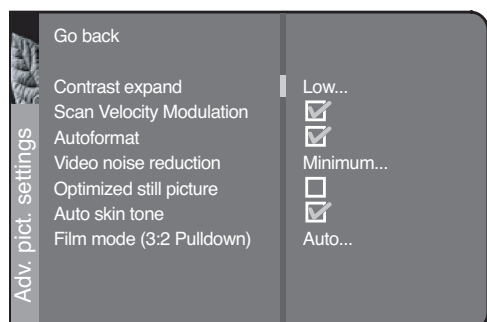 Adv. pict. settings
Go back
Contrast expand Low...
Scan Velocity Modulation
Autoformat
Video noise reduction Minimum...
Optimized still picture
Auto skin tone
Film mode (3:2 Pulldown) Auto...